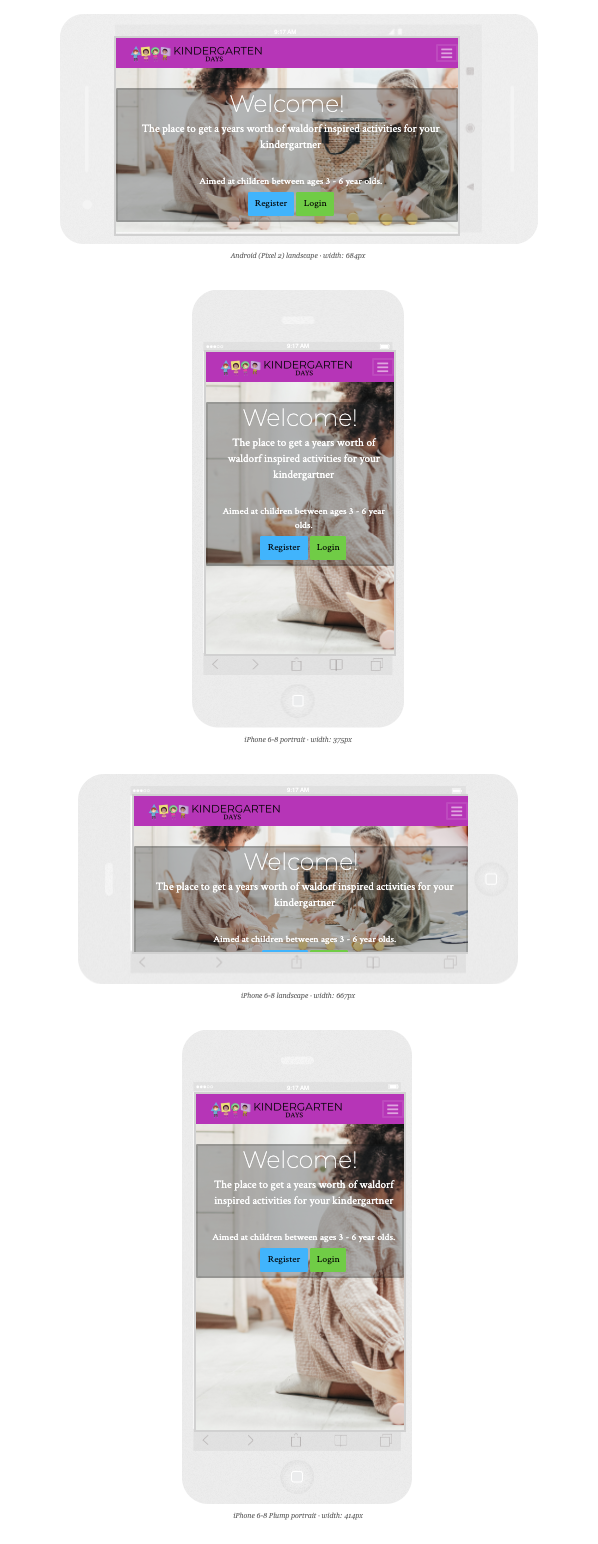 9:17 AM
KINDERGARTEN
DAYS
Welcome!
The place to get a years worth of waldorf inspired activities for your
kindergartner
Aimed at children between ages 3 - 6 year olds.
Register Login
Android (Pixel 2) landscape · width: 684px
9:17 AM
KINDERGARTEN
DAYS
Welcome!
The place to get a years worth of
waldorf inspired activities for your
kindergartner
Aimed at children between ages 3 - 6 year
olds.
Register Login
iPhone 6-8 portrait · width: 375px
9:17 AM
KINDERGARTEN
DAYS
Welcome!
The place to get a years worth of waldorf inspired activities for your
kindergartner
Aimed at children between ages 3 - 6 year olds.
iPhone 6-8 landscape · width: 667px
9:17 AM
KINDERGARTEN
DAYS
Welcome!
The place to get a years worth of waldorf
inspired activities for your kindergartner
Aimed at children between ages 3 - 6 year olds.
Register Login
iPhone 6-8 Plump portrait · width: 414px